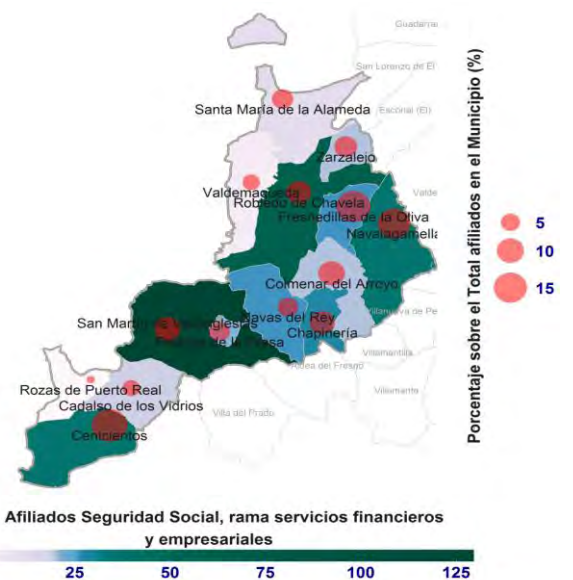 Guadarra
San Lorenzo de El
Santa María de la Alameda
Escorial (El)
Zarzalejo
Valdemaqueda
Robledo de Chavela
Valde
Fresnedillas de la Oliva
Navalagamella
Colmenar del Arroyo
Navas del Rey
Villanueva de Pe
San Martín de Valdeiglesias
Chapinería
Pelayos de la Presa
Villamantilla
Aldea del Fresno
Rozas de Puerto Real
Villamanta
Cadalso de los Vidrios
Villa del Prado
Cenicientos
Porcentaje sobre el Total afiliados en el Municipio (%)
5
10
15
Afiliados Seguridad Social, rama servicios financieros
y empresariales
25 50 75 100 125